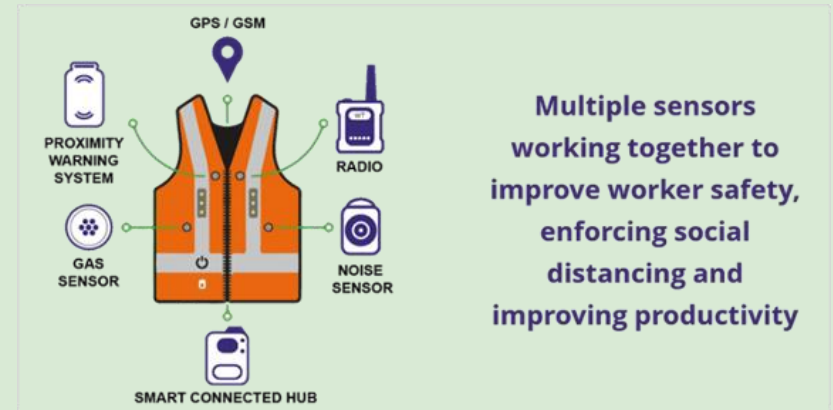 GPS / GSM
PROXIMITY
WARNING
SYSTEM
RADIO
GAS
SENSOR
NOISE
SENSOR
SMART CONNECTED HUB
Multiple sensors
working together to
improve worker safety,
enforcing social
distancing and
improving productivity